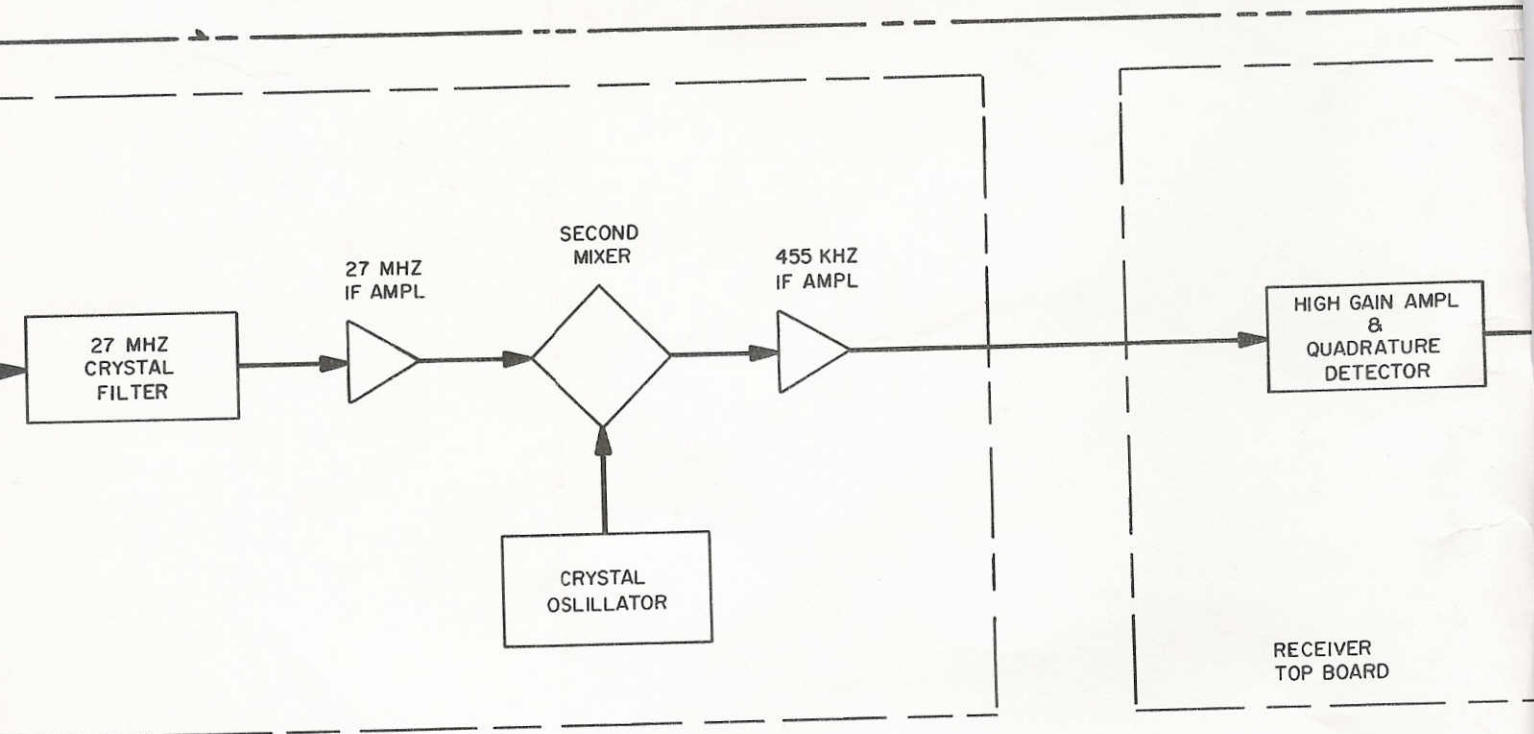 27 MHZ
CRYSTAL
FILTER
27 MHZ
IF AMPL
SECOND
MIXER
CRYSTAL
OSLILLATOR
455 KHZ
IF AMPL
HIGH GAIN AMPL
&
QUADRATURE
DETECTOR
RECEIVER
TOP BOARD